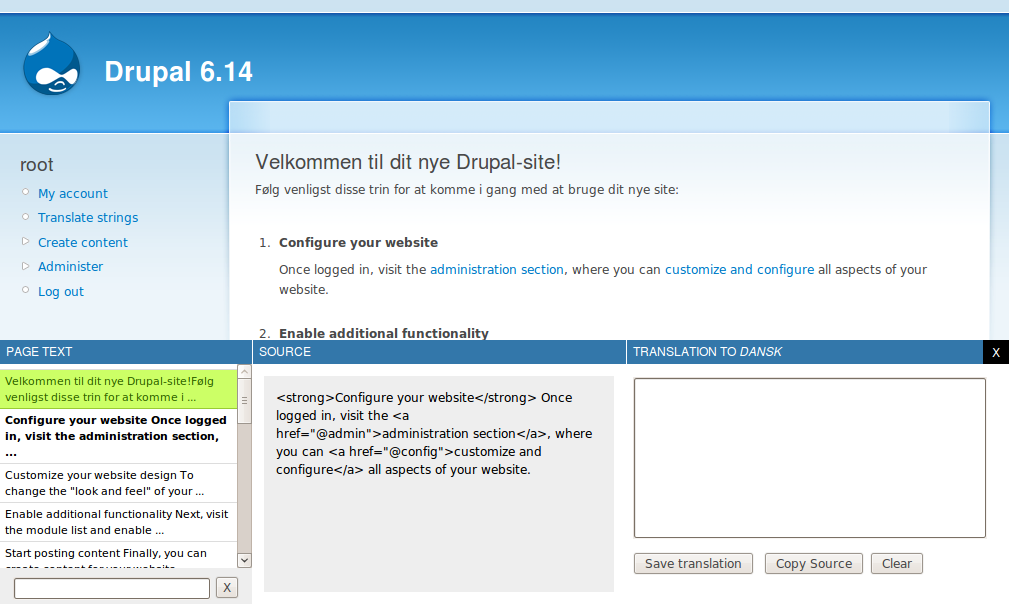 Drupal 6.14
root
My account
Translate strings
Create content
Administer
Log out
Velkommen til dit nye Drupal-site!
Følg venligst disse trin for at komme i gang med at bruge dit nye site:
1. Configure your website
Once logged in, visit the administration section, where you can customize and configure all aspects of your
website.
2. Enable additional functionality
PAGE TEXT
Velkommen til dit nye Drupal-site!Følg
venligst disse trin for at komme i ...
Configure your website Once logged
in, visit the administration section,
...
Customize your website design To
change the "look and feel" of your ...
Enable additional functionality Next, visit
the module list and enable ...
Start posting content Finally, you can
create content for your website.
X
SOURCE
<strong>Configure your website</strong> Once
logged in, visit the <a
href="@admin">administration section</a>, where
you can <a href="@config">customize and
configure</a> all aspects of your website.
TRANSLATION TO DANSK
X
Save translation
Copy Source
Clear